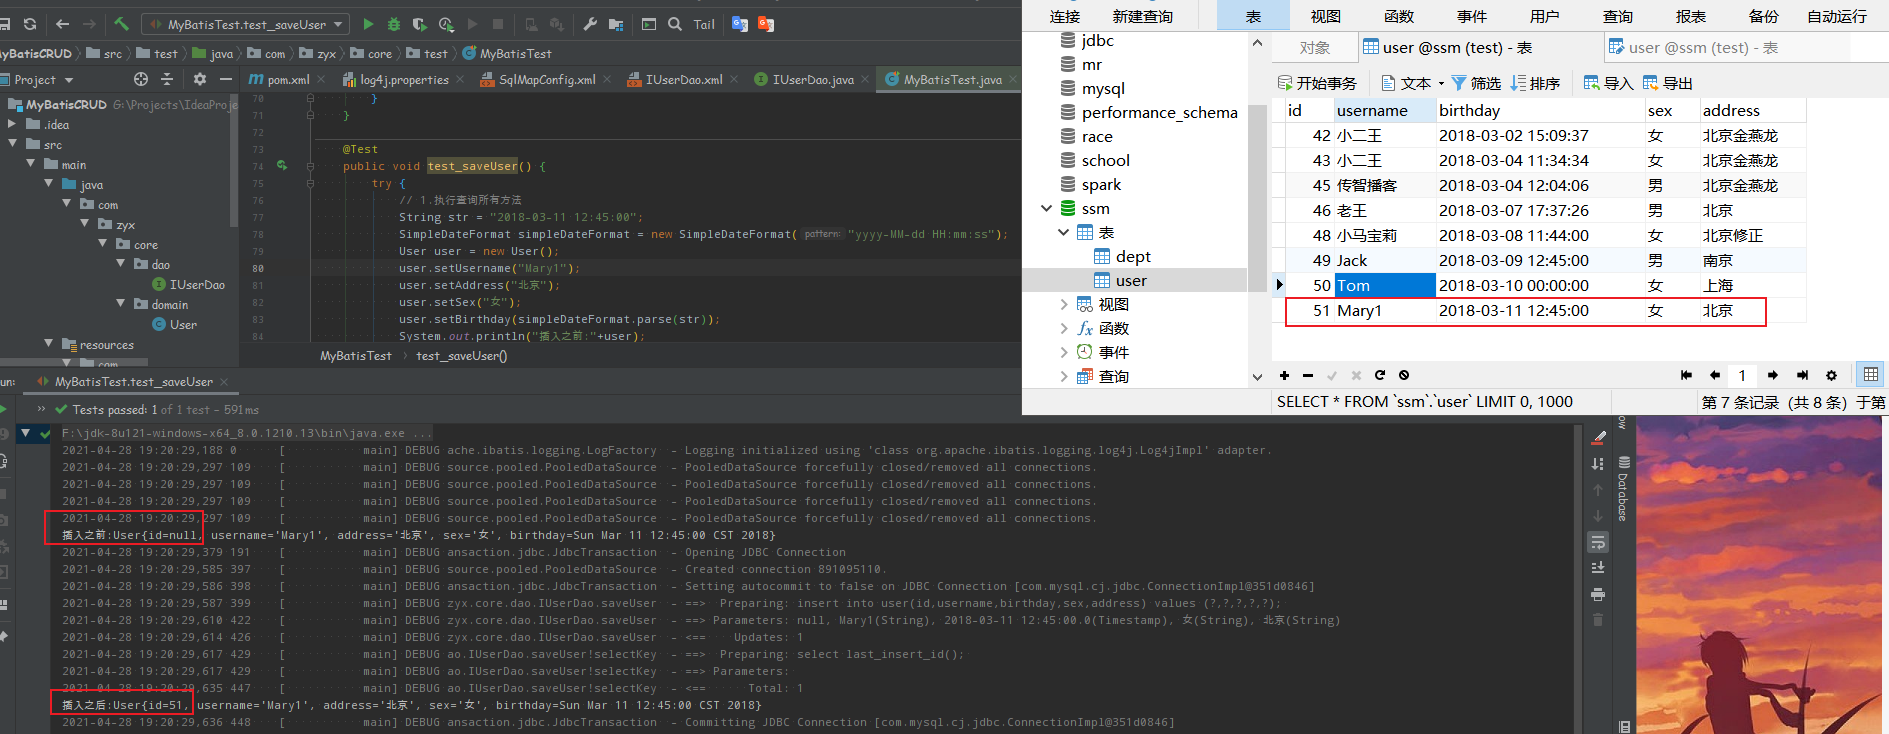 MyBatisTest.test_saveUser
Tail
MyBatisCRUD
src
test
java
com
zyx
core
test
MyBatisTest
Project
pom.xml
log4j.properties
SqlMapConfig.xml
IUserDao.xml
IUserDao.java
MyBatisTest.java
MyBatisCRUD G:\Projects\IdeaProje
.idea
src
main
java
com
zyx
core
dao
IUserDao
domain
User
resources
com
70 }
71 }
72
73 @Test
74 public void test_saveUser() {
75 try {
76 // 1.执行查询所有方法
77 String str = "2018-03-11 12:45:00";
78 SimpleDateFormat simpleDateFormat = new SimpleDateFormat( pattern: "yyyy-MM-dd HH:mm:ss");
79 User user = new User();
80 user.setUsername("Mary1");
81 user.setAddress("北京");
82 user.setSex("女");
83 user.setBirthday(simpleDateFormat.parse(str));
84 System.out.println("插入之前:"+user);
MyBatisTest › test_saveUser()
un: MyBatisTest.test_saveUser
Tests passed: 1 of 1 test – 591ms
F:\jdk-8u121-windows-x64_8.0.1210.13\bin\java.exe ...
2021-04-28 19:20:29,188 0 [ main] DEBUG ache.ibatis.logging.LogFactory - Logging initialized using 'class org.apache.ibatis.logging.log4j.Log4jImpl' adapter.
2021-04-28 19:20:29,297 109 [ main] DEBUG source.pooled.PooledDataSource - PooledDataSource forcefully closed/removed all connections.
2021-04-28 19:20:29,297 109 [ main] DEBUG source.pooled.PooledDataSource - PooledDataSource forcefully closed/removed all connections.
2021-04-28 19:20:29,297 109 [ main] DEBUG source.pooled.PooledDataSource - PooledDataSource forcefully closed/removed all connections.
2021-04-28 19:20:29,297 109 [ main] DEBUG source.pooled.PooledDataSource - PooledDataSource forcefully closed/removed all connections.
插入之前:User{id=null, username='Mary1', address='北京', sex='女', birthday=Sun Mar 11 12:45:00 CST 2018}
2021-04-28 19:20:29,379 191 [ main] DEBUG ansaction.jdbc.JdbcTransaction - Opening JDBC Connection
2021-04-28 19:20:29,585 397 [ main] DEBUG source.pooled.PooledDataSource - Created connection 891095110.
2021-04-28 19:20:29,586 398 [ main] DEBUG ansaction.jdbc.JdbcTransaction - Setting autocommit to false on JDBC Connection [com.mysql.cj.jdbc.ConnectionImpl@351d0846]
2021-04-28 19:20:29,587 399 [ main] DEBUG zyx.core.dao.IUserDao.saveUser - ==> Preparing: insert into user(id,username,birthday,sex,address) values (?,?,?,?,?);
2021-04-28 19:20:29,610 422 [ main] DEBUG zyx.core.dao.IUserDao.saveUser - ==> Parameters: null, Mary1(String), 2018-03-11 12:45:00.0(Timestamp), 女(String), 北京(String)
2021-04-28 19:20:29,614 426 [ main] DEBUG zyx.core.dao.IUserDao.saveUser - <== Updates: 1
2021-04-28 19:20:29,617 429 [ main] DEBUG ao.IUserDao.saveUser!selectKey - ==> Preparing: select last_insert_id();
2021-04-28 19:20:29,617 429 [ main] DEBUG ao.IUserDao.saveUser!selectKey - ==> Parameters:
2021-04-28 19:20:29,635 447 [ main] DEBUG ao.IUserDao.saveUser!selectKey - <== Total: 1
插入之后:User{id=51, username='Mary1', address='北京', sex='女', birthday=Sun Mar 11 12:45:00 CST 2018}
2021-04-28 19:20:29,636 448 [ main] DEBUG ansaction.jdbc.JdbcTransaction - Committing JDBC Connection [com.mysql.cj.jdbc.ConnectionImpl@351d0846]
Database
连接 新建查询 表 视图 函数 事件 用户 查询 报表 备份 自动运行
jdbc
mr
mysql
performance_schema
race
school
spark
ssm
表
dept
user
视图
函数
事件
查询
对象 user @ssm (test) - 表 user @ssm (test) - 表
开始事务 文本 筛选 排序 导入 导出
id username birthday sex address
42 小二王 2018-03-02 15:09:37 女 北京金燕龙
43 小二王 2018-03-04 11:34:34 女 北京金燕龙
45 传智播客 2018-03-04 12:04:06 男 北京金燕龙
46 老王 2018-03-07 17:37:26 男 北京
48 小马宝莉 2018-03-08 11:44:00 女 北京修正
49 Jack 2018-03-09 12:45:00 男 南京
50 Tom 2018-03-10 00:00:00 女 上海
51 Mary1 2018-03-11 12:45:00 女 北京
1
SELECT * FROM `ssm`.`user` LIMIT 0, 1000
第 7 条记录 （共 8 条）于第